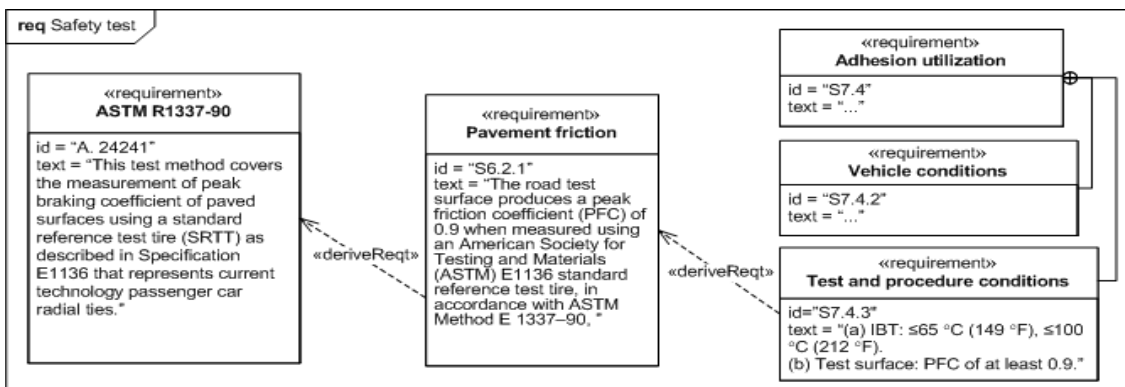 req Safety test
«requirement»
ASTM R1337-90
id = “A. 24241”
text = “This test method covers
the measurement of peak
braking coefficient of paved
surfaces using a standard
reference test tire (SRTT) as
described in Specification
E1136 that represents current
technology passenger car
radial ties.”
«deriveReqt»
«requirement»
Pavement friction
id = “S6.2.1”
text = “The road test
surface produces a peak
friction coefficient (PFC) of
0.9 when measured using
an American Society for
Testing and Materials
(ASTM) E1136 standard
reference test tire, in
accordance with ASTM
Method E 1337–90, ”
«deriveReqt»
«requirement»
Adhesion utilization
id = “S7.4”
text = “...”
«requirement»
Vehicle conditions
id = “S7.4.2”
text = “...”
«requirement»
Test and procedure conditions
id=”S7.4.3”
text = “(a) IBT: ≤65 °C (149 °F), ≤100
°C (212 °F).
(b) Test surface: PFC of at least 0.9.”